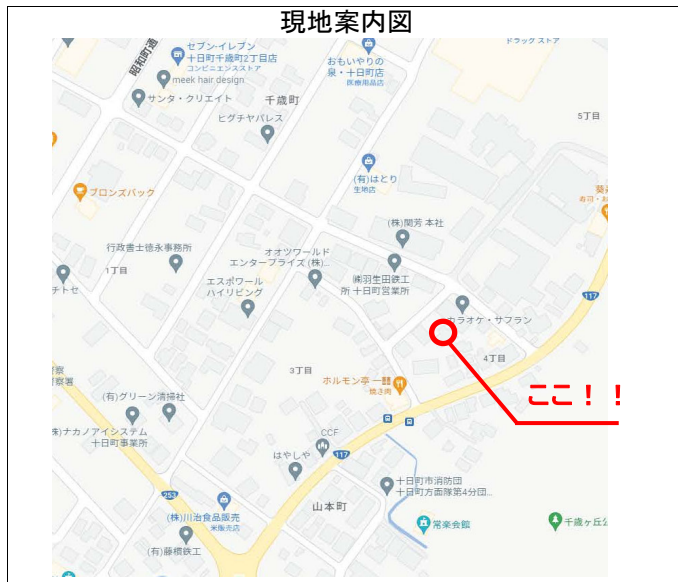 現地案内図
セブン-イレブン
十日町千歳町2丁目店
コンビニエンスストア
昭和町通
meek hair design
サンタ・クリエイト
千歳町
ヒグチヤパレス
おもいやりの
泉・十日町店
医療用品店
ドラッグ ストア
5丁目
(有)はとり
生地店
ブロンズパック
(株)関芳 本社
行政書士徳永事務所
1丁目
チトセ
オオツワールド
エンタープライズ (株)...
エスポワール
ハイリビング
㈱羽生田鉄工
所 十日町営業所
117
カラオケ・サフラン
4丁目
3丁目
ホルモン亭
焼き肉
ここ！！
察
察署
(有)グリーン清掃社
株)ナカノアイシステム
十日町事業所
CCF
はやしや
117
十日町市消防団
十日町方面隊第4分団...
253
山本町
(株)川治食品販売
米販売店
常楽会館
千歳ヶ丘公
(有)藤積鉄工